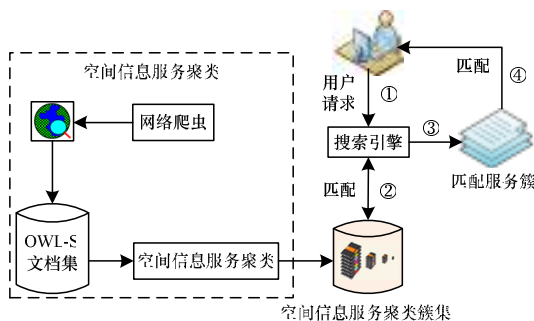 空间信息服务聚类
网络爬虫
OWL-S
文档集
空间信息服务聚类
用户
请求
①
搜索引擎
③
匹配
④
匹配服务簇
匹配
②
空间信息服务聚类簇集